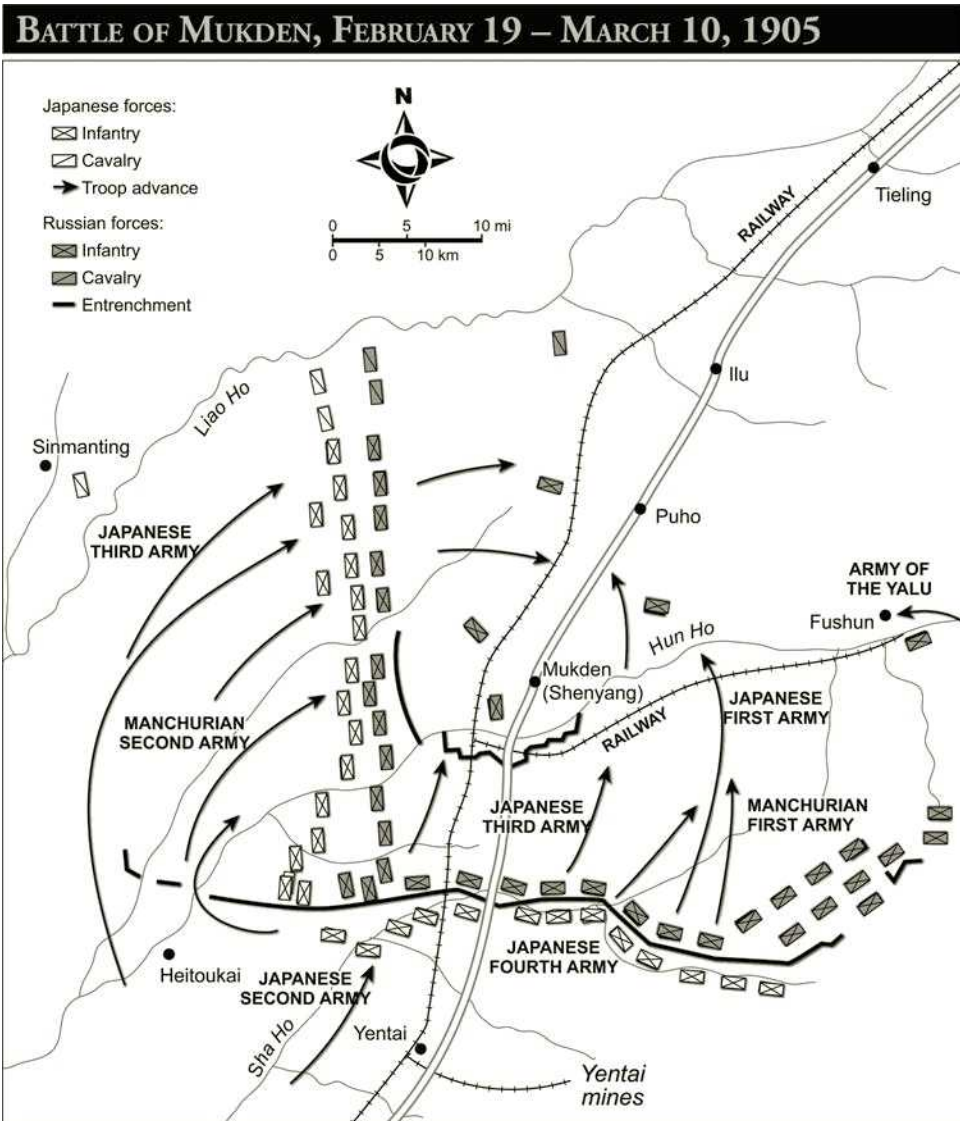 BATTLE OF MUKDEN, FEBRUARY 19 – MARCH 10, 1905
Japanese forces:
Infantry
Cavalry
Troop advance
Russian forces:
Infantry
Cavalry
Entrenchment
N
0 5 10 mi
0 5 10 km
RAILWAY
Tieling
Ilu
Liao Ho
Sinmanting
Puho
JAPANESE
THIRD ARMY
ARMY OF
THE YALU
Fushun
Hun Ho
Mukden
(Shenyang)
JAPANESE
FIRST ARMY
MANCHURIAN
SECOND ARMY
RAILWAY
JAPANESE
THIRD ARMY
MANCHURIAN
FIRST ARMY
JAPANESE
FOURTH ARMY
Heitoukai
JAPANESE
SECOND ARMY
Sha Ho
Yentai
Yentai
mines